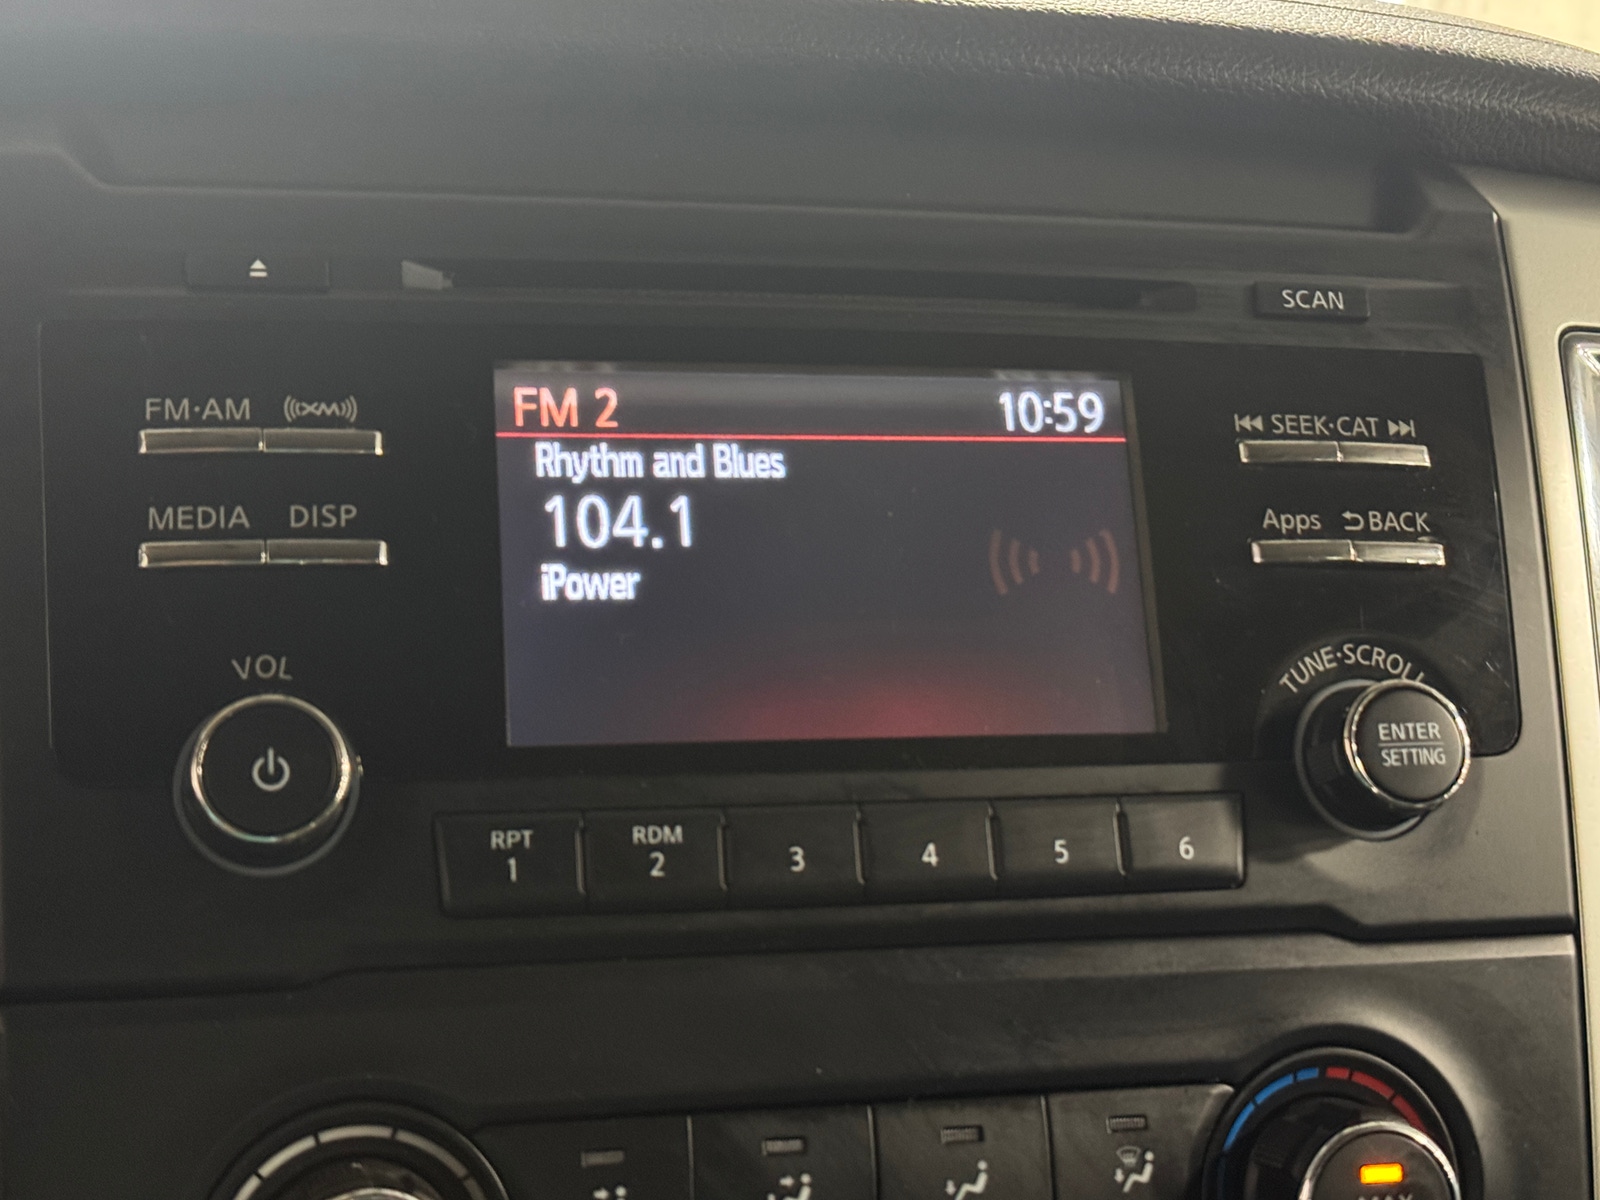 SCAN
FM·AM XM
MEDIA DISP
VOL
FM 2 10:59
Rhythm and Blues
104.1
iPower
SEEK·CAT
Apps BACK
TUNE·SCROLL
ENTER
SETTING
RPT RDM
1 2 3 4 5 6